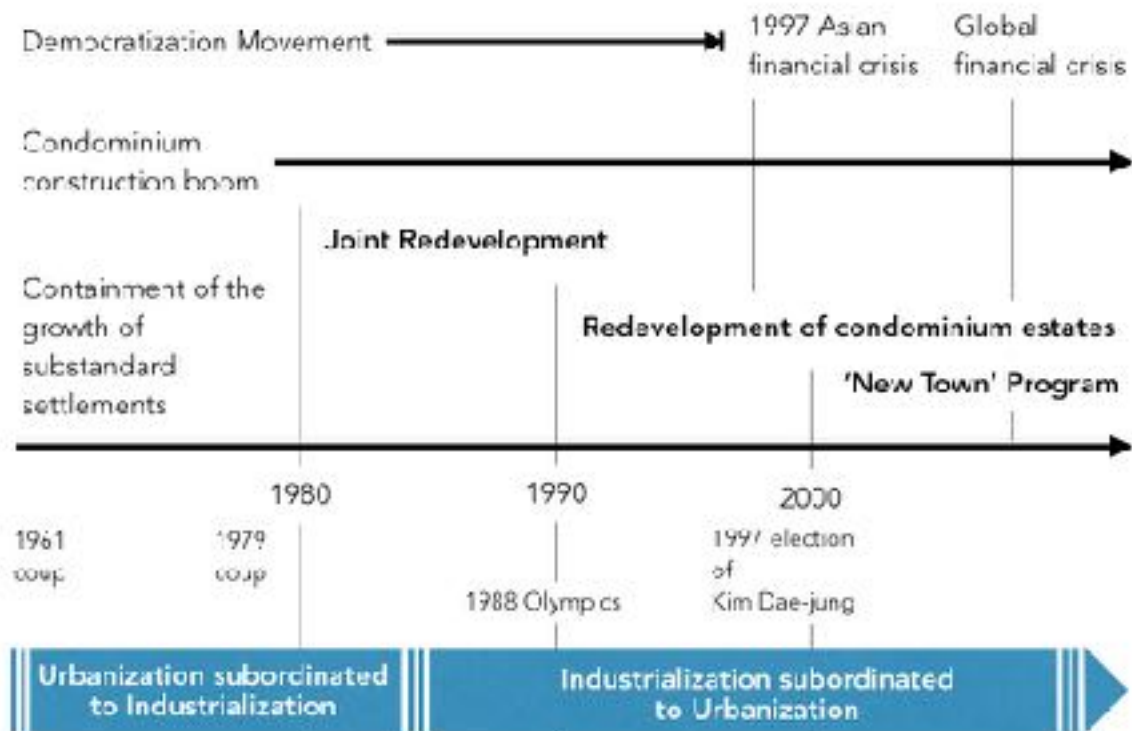 Democratization Movement
1997 Asian
financial crisis
Global
financial crisis
Condominium
construction boom
Joint Redevelopment
Containment of the
growth of
substandard
settlements
Redevelopment of condominium estates
'New Town' Program
1980
1990
2000
1961
coup
1979
coup
1988 Olympics
1997 election
of
Kim Dae-jung
Urbanization subordinated
to Industrialization
Industrialization subordinated
to Urbanization